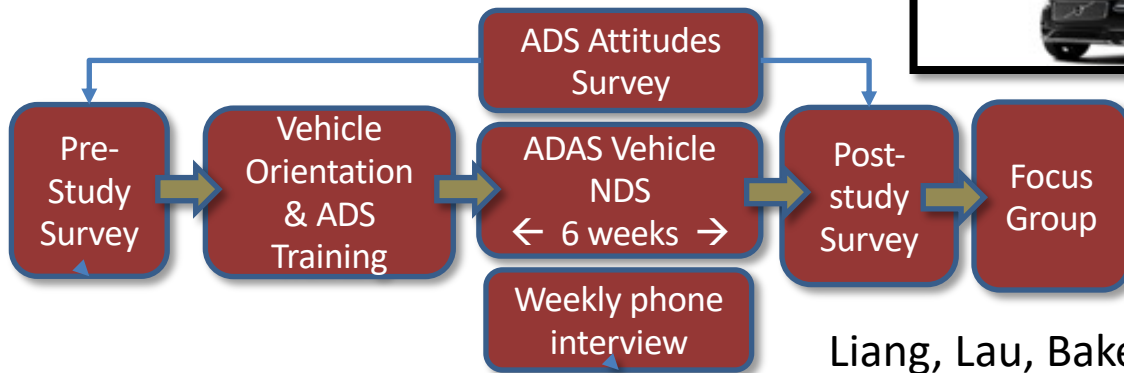 ADS Attitudes
Survey
Pre-
Study
Survey
Vehicle
Orientation
& ADS
Training
ADAS Vehicle
NDS
← 6 weeks →
Post-
study
Survey
Focus
Group
Weekly phone
interview
Liang, Lau, Bake